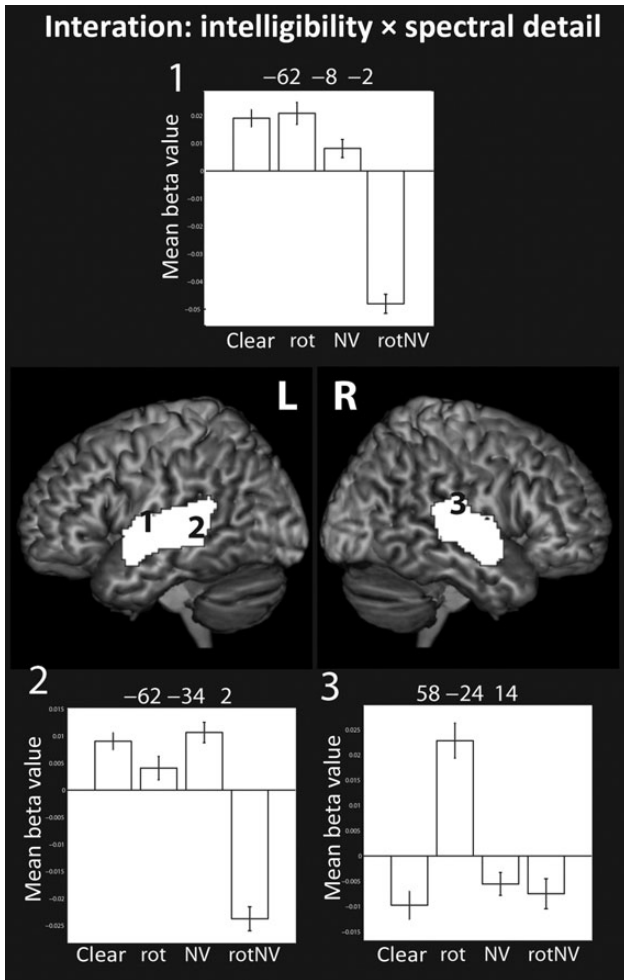 Interation: intelligibility × spectral detail
1
−62 −8 −2
Mean beta value
0.02
0.01
0
−0.01
−0.02
−0.03
−0.04
−0.05
Clear rot NV rotNV
L R
1 2 3
2
−62 −34 2
Mean beta value
0.015
0.01
0.005
0
−0.005
−0.01
−0.015
−0.02
−0.025
Clear rot NV rotNV
3
58 −24 14
Mean beta value
0.025
0.02
0.015
0.01
0.005
0
−0.005
−0.01
−0.015
Clear rot NV rotNV